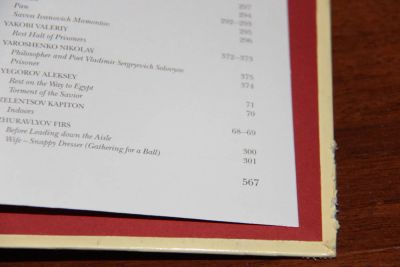 Paw 297
Savva Ivanovich Mamontov 294
YAKOBI VALERIY 292–293
Rest Hall of Prisoners 295
296
YAROSHENKO NIKOLAY
Philosopher and Poet Vladimir Sergeyevich Solovyov 372–373
Prisoner
YEGOROV ALEKSEY 375
Rest on the Way to Egypt 374
Torment of the Savior
ZELENTSOV KAPITON 71
Indoors 70
ZHURAVLYOV FIRS
Before Leading down the Aisle 68–69
Wife – Snappy Dresser (Gathering for a Ball) 300
301
567